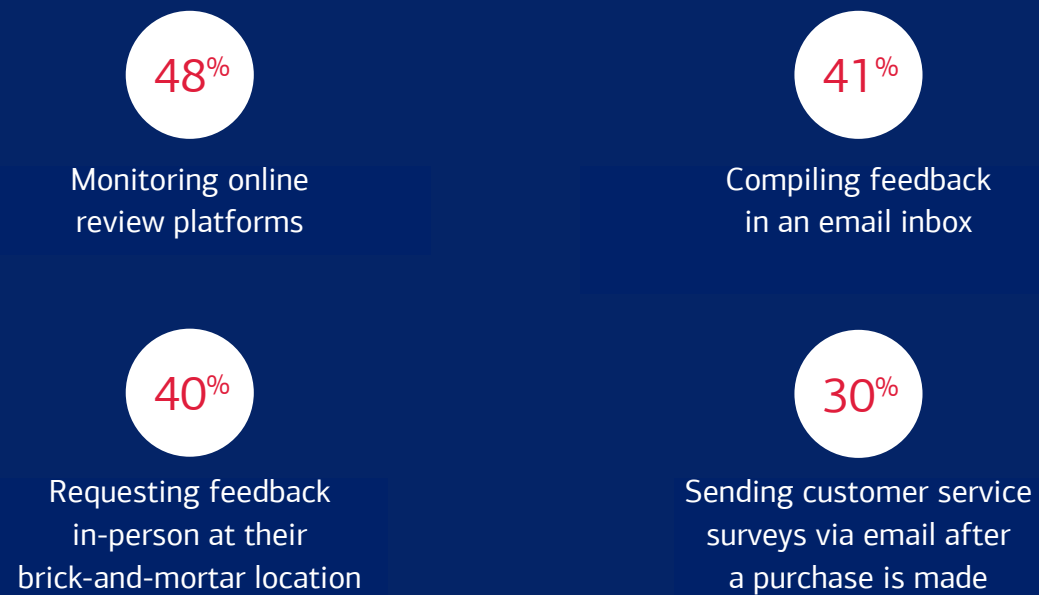 48%
Monitoring online
review platforms
41%
Compiling feedback
in an email inbox
40%
Requesting feedback
in-person at their
brick-and-mortar location
30%
Sending customer service
surveys via email after
a purchase is made